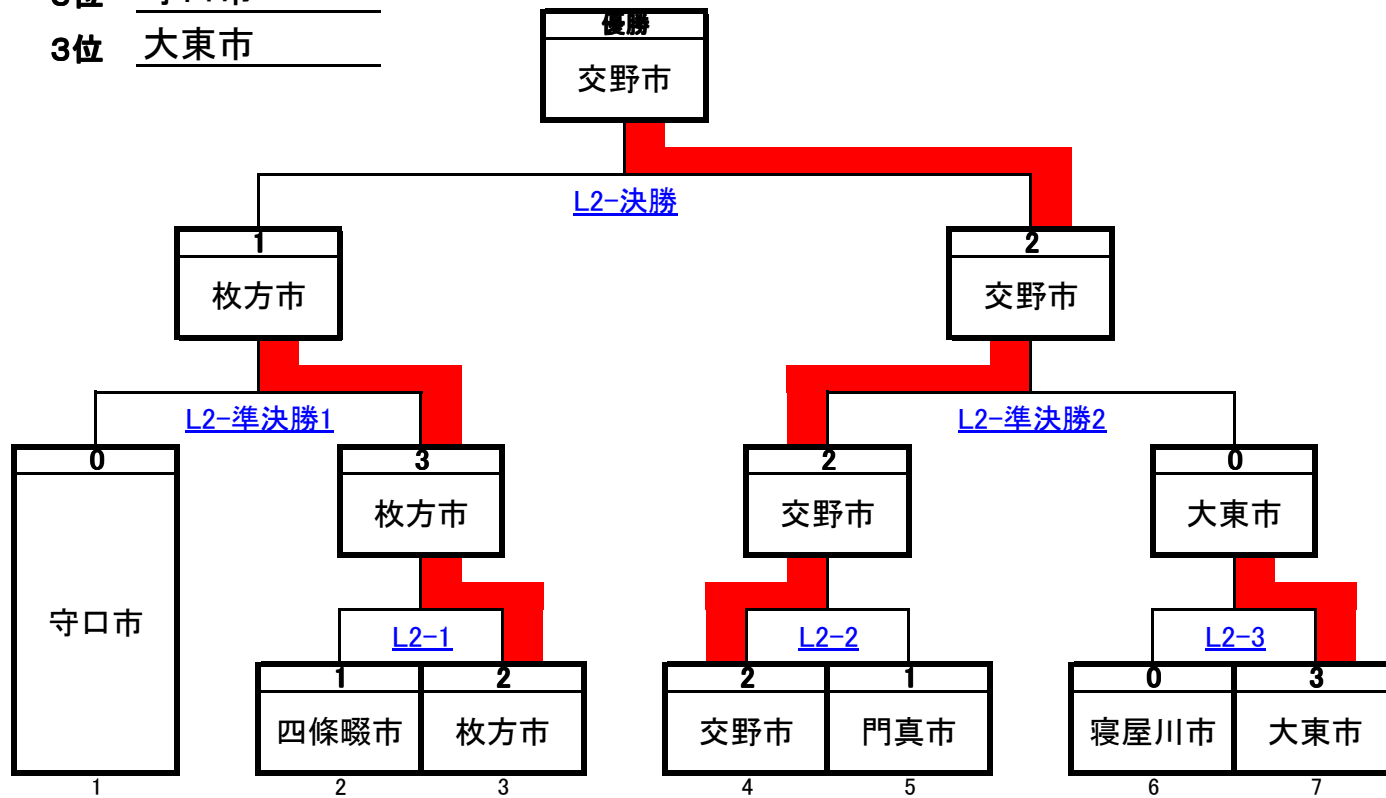 3位 大東市
優勝
交野市
L2-決勝
1 2
枚方市 交野市
L2-準決勝1 L2-準決勝2
0 3 2 0
枚方市 交野市 大東市
守口市
L2-1 L2-2 L2-3
1 2 2 1 0 3
四條畷市 枚方市 交野市 門真市 寝屋川市 大東市
1 2 3 4 5 6 7